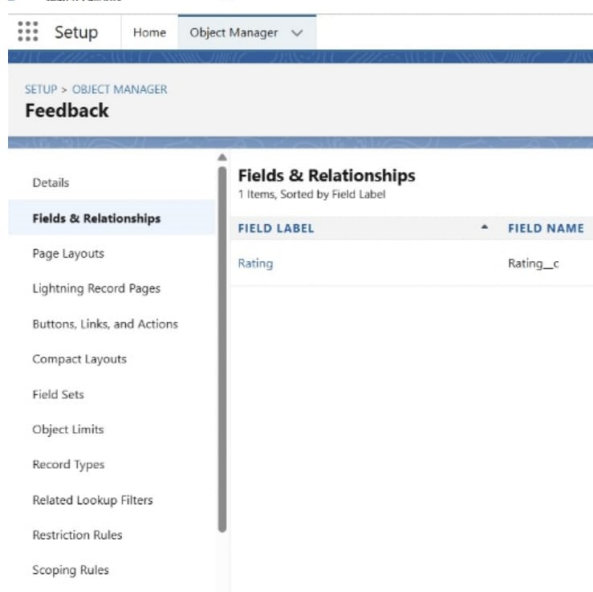 Setup
Home
Object Manager
SETUP > OBJECT MANAGER
Feedback
Details
Fields & Relationships
Page Layouts
Lightning Record Pages
Buttons, Links, and Actions
Compact Layouts
Field Sets
Object Limits
Record Types
Related Lookup Filters
Restriction Rules
Scoping Rules
Fields & Relationships
1 Items, Sorted by Field Label
FIELD LABEL
FIELD NAME
Rating
Rating__c